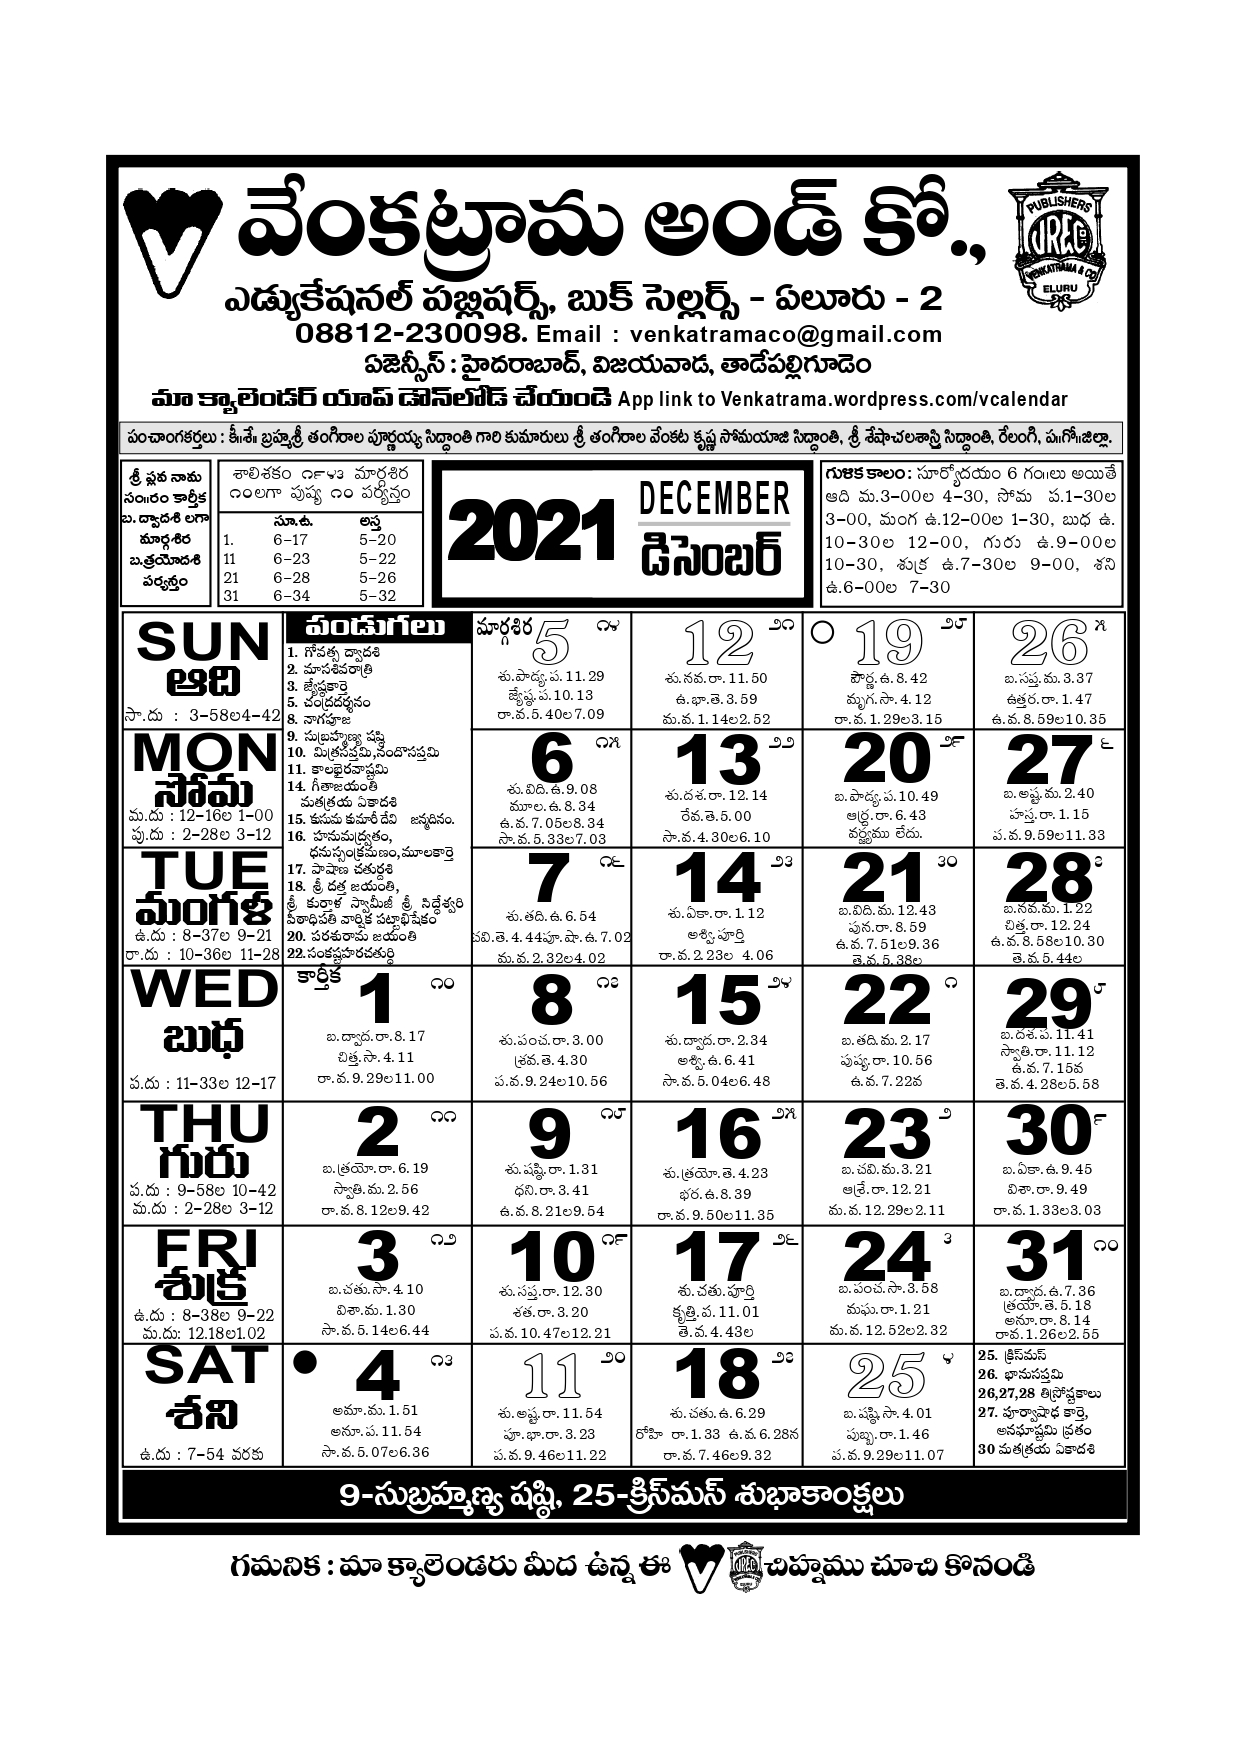 వేంకట్రామ అండ్ కో.,
PUBLISHERS
VREC
VENKATRAMA & CO
ELURU
ఎడ్యుకేషనల్ పబ్లిషర్స్, బుక్ సెల్లర్స్ - ఏలూరు - 2
08812-230098. Email : venkatramaco@gmail.com
ఏజెన్సీస్ : హైదరాబాద్, విజయవాడ, తాడేపల్లిగూడెం
మా క్యాలెండర్ యాప్ డౌన్‌లోడ్ చేయండి App link to Venkatrama.wordpress.com/vcalendar
పంచాంగకర్తలు : కీ॥శే॥ బ్రహ్మశ్రీ తంగిరాల పూర్ణయ్య సిద్ధాంతి గారి కుమారులు శ్రీ తంగిరాల వేంకట కృష్ణ సోమయాజి సిద్ధాంతి, శ్రీ శేషాచలశాస్త్రి సిద్ధాంతి, రేలంగి, ప॥గో॥జిల్లా.
శ్రీ ప్లవ నామ
సం॥రం కార్తీక
బ. ద్వాదశి లగా
మార్గశిర
బ.త్రయోదశి
పర్యన్తం
శాలిశకం ౧౯౪౩ మార్గశిర
౧౦లగా పుష్య ౧౦ పర్యన్తం
సూ.ఉ. అస్త
1. 6-17 5-20
11 6-23 5-22
21 6-28 5-26
31 6-34 5-32
2021 DECEMBER
డిసెంబర్
గుళిక కాలం : సూర్యోదయం 6 గం॥లు అయితే
ఆది మ.3-00ల 4-30, సోమ ప.1-30ల
3-00, మంగ ఉ.12-00ల 1-30, బుధ ఉ.
10-30ల 12-00, గురు ఉ.9-00ల
10-30, శుక్ర ఉ.7-30ల 9-00, శని
ఉ.6-00ల 7-30
SUN
ఆది
సా.దు : 3-58ల4-42
పండుగలు
1. గోవత్స ద్వాదశి
2. మాసశివరాత్రి
3. జ్యేష్ఠకార్తె
5. చంద్రదర్శనం
8. నాగపూజ
9. సుబ్రహ్మణ్య షష్ఠి
10. మిత్రసప్తమి,నందాసప్తమి
11. కాలభైరవాష్టమి
14. గీతాజయంతి
మతత్రయ ఏకాదశి
15. కుసుమ కుమారీ దేవి జన్మదినం.
16. హనుమద్వ్రతం,
ధనుస్సంక్రమణం,మూలకార్తె
17. పాషాణ చతుర్దశి
18. శ్రీ దత్త జయంతి,
శ్రీ కుర్తాళ స్వామీజీ శ్రీ సిద్ధేశ్వరి
పీఠాధిపతి వార్షిక పట్టాభిషేకం
20. పరశురామ జయంతి
22.సంకష్టహరచతుర్థి
మార్గశిర 5 ౧౪
శు.పాడ్య.ప.11.29
జ్యేష్ఠ.ప.10.13
రా.వ.5.40ల7.09
12 ౨౧
శు.నవ.రా.11.50
ఉ.భా.తె.3.59
మ.వ.1.14ల2.52
19 ౨౮
పౌర్ణ.ఉ.8.42
మృగ.సా.4.12
రా.వ.1.29ల3.15
26 ౫
బ.సప్త.మ.3.37
ఉత్తర.రా.1.47
ఉ.వ.8.59ల10.35
MON
సోమ
మ.దు : 12-16ల 1-00
పు.దు : 2-28ల 3-12
6 ౧౫
శు.విది.ఉ.9.08
మూల.ఉ.8.34
ఉ.వ.7.05ల8.34
సా.వ.5.33ల7.03
13 ౨౨
శు.దశ.రా.12.14
రేవ.తె.5.00
సా.వ.4.30ల6.10
20 ౨౯
బ.పాడ్య.ప.10.49
ఆర్ద్ర.రా.6.43
వర్జ్యము లేదు.
27 ౬
బ.అష్ట.మ.2.40
హస్త.రా.1.15
ప.వ.9.59ల11.33
TUE
మంగళ
ఉ.దు : 8-37ల 9-21
రా.దు : 10-36ల 11-28
7 ౧౬
శు.తది.ఉ.6.54
చవి.తె.4.44పూ.షా.ఉ.7.02
మ.వ.2.32ల4.02
14 ౨౩
శు.ఏకా.రా.1.12
అశ్వి.పూర్తి
రా.వ.2.23ల 4.06
21 ౩౦
బ.విది.మ.12.43
పున.రా.8.59
ఉ.వ.7.51ల9.36
తె.వ.5.38ల
28 ౭
బ.నవ.మ.1.22
చిత్త.రా.12.24
ఉ.వ.8.58ల10.30
తె.వ.5.44ల
WED
బుధ
ప.దు : 11-33ల 12-17
కార్తీక 1 ౧౦
బ.ద్వాద.రా.8.17
చిత్త.సా.4.11
రా.వ.9.29ల11.00
8 ౧౭
శు.పంచ.రా.3.00
శ్రవ.తె.4.30
ప.వ.9.24ల10.56
15 ౨౪
శు.ద్వాద.రా.2.34
అశ్వి.ఉ.6.41
సా.వ.5.04ల6.48
22 ౧
బ.తది.మ.2.17
పుష్య.రా.10.56
ఉ.వ.7.22వ
29 ౮
బ.దశ.ప.11.41
స్వాతి.రా.11.12
ఉ.వ.7.15వ
తె.వ.4.28ల5.58
THU
గురు
ప.దు : 9-58ల 10-42
మ.దు : 2-28ల 3-12
2 ౧౧
బ.త్రయో.రా.6.19
స్వాతి.మ.2.56
రా.వ.8.12ల9.42
9 ౧౮
శు.షష్ఠి.రా.1.31
ధని.రా.3.41
ఉ.వ.8.21ల9.54
16 ౨౫
శు.త్రయో.తె.4.23
భర.ఉ.8.39
రా.వ.9.50ల11.35
23 ౨
బ.చవి.మ.3.21
ఆశ్రే.రా.12.21
మ.వ.12.29ల2.11
30 ౯
బ.ఏకా.ఉ.9.45
విశా.రా.9.49
రా.వ.1.33ల3.03
FRI
శుక్ర
ఉ.దు : 8-38ల 9-22
మ.దు: 12.18ల1.02
3 ౧౨
బ.చతు.సా.4.10
విశా.మ.1.30
సా.వ.5.14ల6.44
10 ౧౯
శు.సప్త.రా.12.30
శత.రా.3.20
ప.వ.10.47ల12.21
17 ౨౬
శు.చతు.పూర్తి
కృత్తి.ప.11.01
తె.వ.4.43ల
24 ౩
బ.పంచ.సా.3.58
మఘ.రా.1.21
మ.వ.12.52ల2.32
31 ౧౦
బ.ద్వాద.ఉ.7.36
త్రయో.తె.5.18
అనూ.రా.8.14
రావ.1.26ల2.55
SAT
శని
ఉ.దు : 7-54 వరకు
4 ౧౩
అమా.మ.1.51
అనూ.ప.11.54
సా.వ.5.07ల6.36
11 ౨౦
శు.అష్ట.రా.11.54
పూ.భా.రా.3.23
ప.వ.9.46ల11.22
18 ౨౭
శు.చతు.ఉ.6.29
రోహి రా.1.33 ఉ.వ.6.28న
రా.వ.7.46ల9.32
25 ౪
బ.షష్ఠి.సా.4.01
పుబ్బ.రా.1.46
ప.వ.9.29ల11.07
25. క్రిస్‌మస్
26. భానుసప్తమి
26,27,28 తిస్రోష్టకాలు
27. పూర్వాషాఢ కార్తె,
అనఘాష్టమి వ్రతం
30 మతత్రయ ఏకాదశి
9-సుబ్రహ్మణ్య షష్ఠి, 25-క్రిస్‌మస్ శుభాకాంక్షలు
గమనిక : మా క్యాలెండరు మీద ఉన్న ఈ చిహ్నము చూచి కొనండి